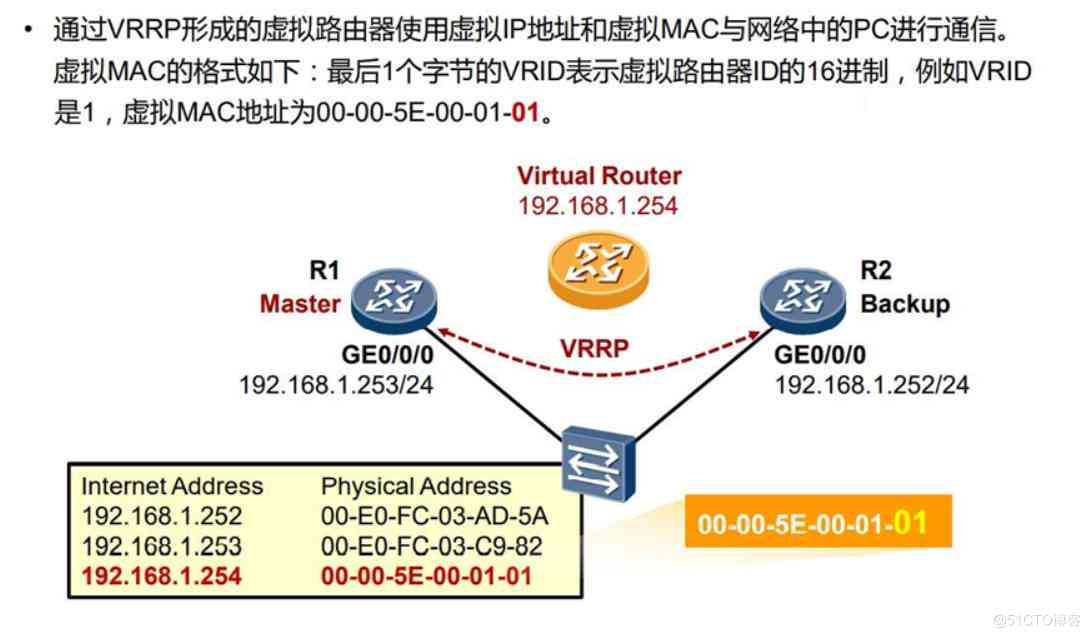 • 通过VRRP形成的虚拟路由器使用虚拟IP地址和虚拟MAC与网络中的PC进行通信。
虚拟MAC的格式如下：最后1个字节的VRID表示虚拟路由器ID的16进制，例如VRID
是1，虚拟MAC地址为00-00-5E-00-01-01。
Virtual Router
192.168.1.254
R1
Master
R2
Backup
VRRP
GE0/0/0
192.168.1.253/24
GE0/0/0
192.168.1.252/24
Internet Address Physical Address
192.168.1.252 00-E0-FC-03-AD-5A
192.168.1.253 00-E0-FC-03-C9-82
192.168.1.254 00-00-5E-00-01-01
00-00-5E-00-01-01
@51CTO博客